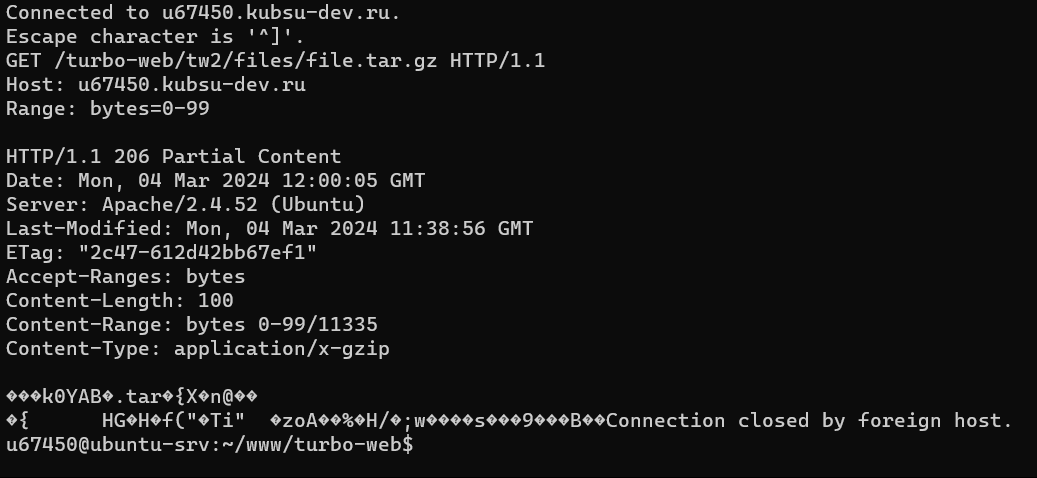 Connected to u67450.kubsu-dev.ru.
Escape character is '^]'.
GET /turbo-web/tw2/files/file.tar.gz HTTP/1.1
Host: u67450.kubsu-dev.ru
Range: bytes=0-99

HTTP/1.1 206 Partial Content
Date: Mon, 04 Mar 2024 12:00:05 GMT
Server: Apache/2.4.52 (Ubuntu)
Last-Modified: Mon, 04 Mar 2024 11:38:56 GMT
ETag: "2c47-612d42bb67ef1"
Accept-Ranges: bytes
Content-Length: 100
Content-Range: bytes 0-99/11335
Content-Type: application/x-gzip

���k0YAB�.tar�{X�n@��
�{      HG�H�f("�Ti"  �zoA��%�H/�;w����s���9���B��Connection closed by foreign host.
u67450@ubuntu-srv:~/www/turbo-web$